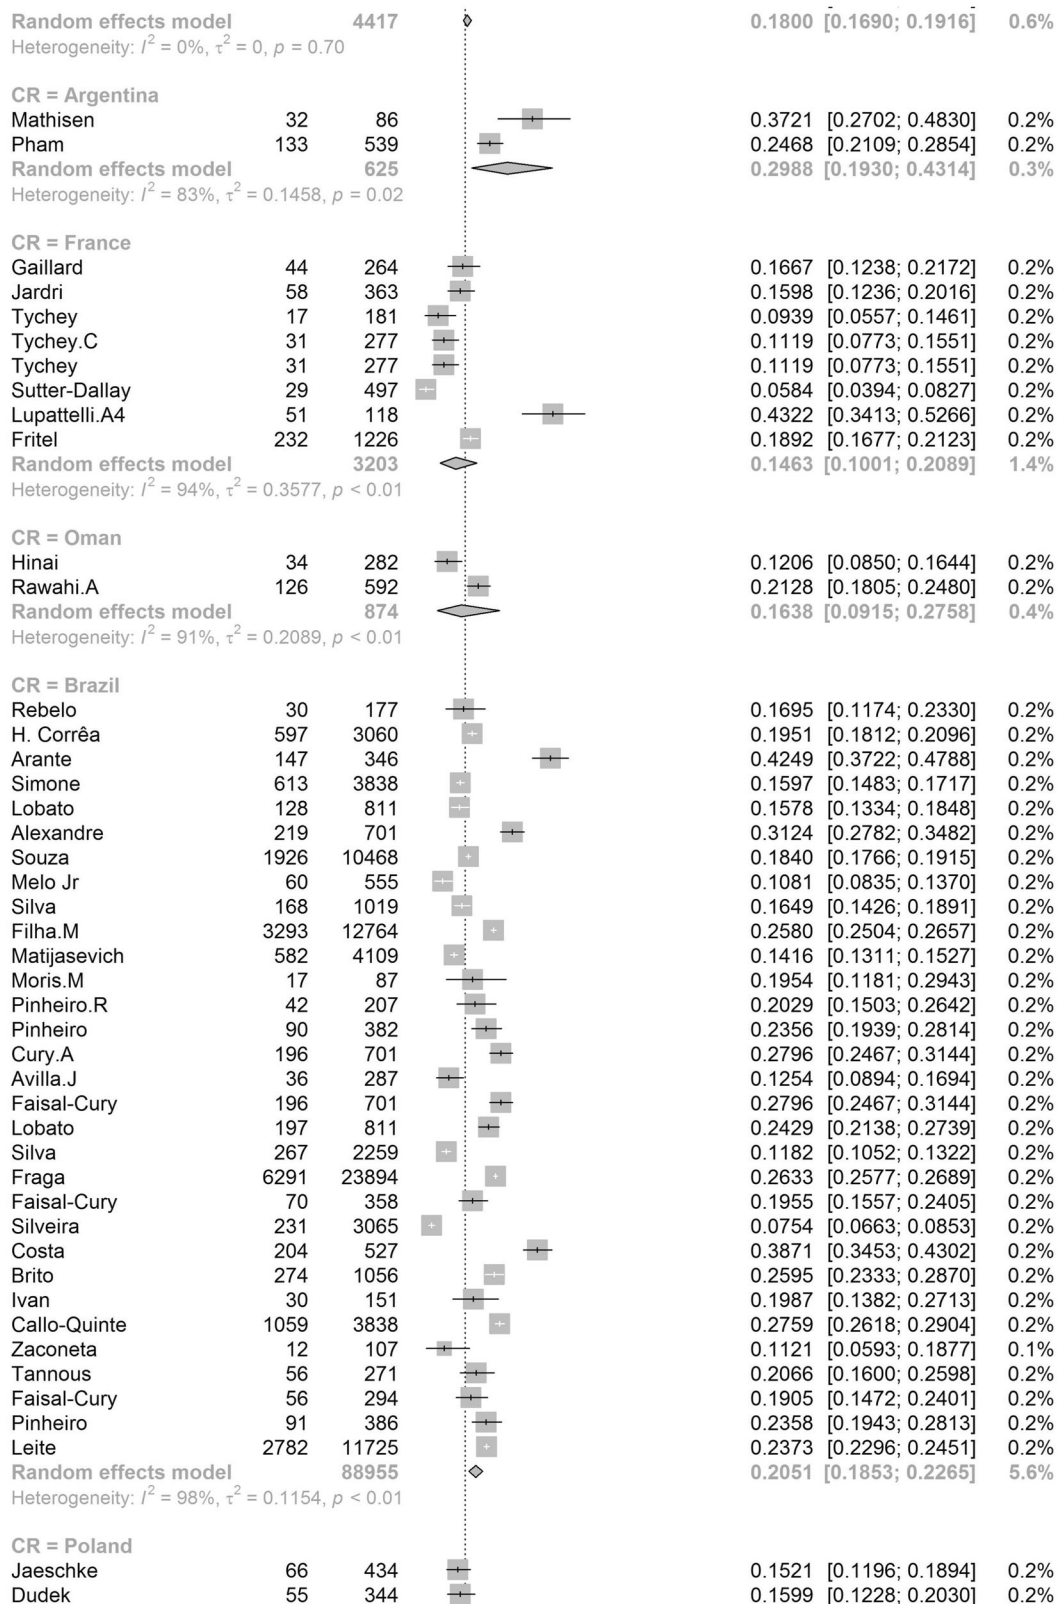 Random effects model 4417 0.1800 [0.1690; 0.1916] 0.6%
Heterogeneity: I² = 0%, τ² = 0, p = 0.70
CR = Argentina
Mathisen 32 86 0.3721 [0.2702; 0.4830] 0.2%
Pham 133 539 0.2468 [0.2109; 0.2854] 0.2%
Random effects model 625 0.2988 [0.1930; 0.4314] 0.3%
Heterogeneity: I² = 83%, τ² = 0.1458, p = 0.02
CR = France
Gaillard 44 264 0.1667 [0.1238; 0.2172] 0.2%
Jardri 58 363 0.1598 [0.1236; 0.2016] 0.2%
Tychey 17 181 0.0939 [0.0557; 0.1461] 0.2%
Tychey.C 31 277 0.1119 [0.0773; 0.1551] 0.2%
Tychey 31 277 0.1119 [0.0773; 0.1551] 0.2%
Sutter-Dallay 29 497 0.0584 [0.0394; 0.0827] 0.2%
Lupattelli.A4 51 118 0.4322 [0.3413; 0.5266] 0.2%
Fritel 232 1226 0.1892 [0.1677; 0.2123] 0.2%
Random effects model 3203 0.1463 [0.1001; 0.2089] 1.4%
Heterogeneity: I² = 94%, τ² = 0.3577, p < 0.01
CR = Oman
Hinai 34 282 0.1206 [0.0850; 0.1644] 0.2%
Rawahi.A 126 592 0.2128 [0.1805; 0.2480] 0.2%
Random effects model 874 0.1638 [0.0915; 0.2758] 0.4%
Heterogeneity: I² = 91%, τ² = 0.2089, p < 0.01
CR = Brazil
Rebelo 30 177 0.1695 [0.1174; 0.2330] 0.2%
H. Corrêa 597 3060 0.1951 [0.1812; 0.2096] 0.2%
Arante 147 346 0.4249 [0.3722; 0.4788] 0.2%
Simone 613 3838 0.1597 [0.1483; 0.1717] 0.2%
Lobato 128 811 0.1578 [0.1334; 0.1848] 0.2%
Alexandre 219 701 0.3124 [0.2782; 0.3482] 0.2%
Souza 1926 10468 0.1840 [0.1766; 0.1915] 0.2%
Melo Jr 60 555 0.1081 [0.0835; 0.1370] 0.2%
Silva 168 1019 0.1649 [0.1426; 0.1891] 0.2%
Filha.M 3293 12764 0.2580 [0.2504; 0.2657] 0.2%
Matijasevich 582 4109 0.1416 [0.1311; 0.1527] 0.2%
Moris.M 17 87 0.1954 [0.1181; 0.2943] 0.2%
Pinheiro.R 42 207 0.2029 [0.1503; 0.2642] 0.2%
Pinheiro 90 382 0.2356 [0.1939; 0.2814] 0.2%
Cury.A 196 701 0.2796 [0.2467; 0.3144] 0.2%
Avilla.J 36 287 0.1254 [0.0894; 0.1694] 0.2%
Faisal-Cury 196 701 0.2796 [0.2467; 0.3144] 0.2%
Lobato 197 811 0.2429 [0.2138; 0.2739] 0.2%
Silva 267 2259 0.1182 [0.1052; 0.1322] 0.2%
Fraga 6291 23894 0.2633 [0.2577; 0.2689] 0.2%
Faisal-Cury 70 358 0.1955 [0.1557; 0.2405] 0.2%
Silveira 231 3065 0.0754 [0.0663; 0.0853] 0.2%
Costa 204 527 0.3871 [0.3453; 0.4302] 0.2%
Brito 274 1056 0.2595 [0.2333; 0.2870] 0.2%
Ivan 30 151 0.1987 [0.1382; 0.2713] 0.2%
Callo-Quinte 1059 3838 0.2759 [0.2618; 0.2904] 0.2%
Zaconeta 12 107 0.1121 [0.0593; 0.1877] 0.1%
Tannous 56 271 0.2066 [0.1600; 0.2598] 0.2%
Faisal-Cury 56 294 0.1905 [0.1472; 0.2401] 0.2%
Pinheiro 91 386 0.2358 [0.1943; 0.2813] 0.2%
Leite 2782 11725 0.2373 [0.2296; 0.2451] 0.2%
Random effects model 88955 0.2051 [0.1853; 0.2265] 5.6%
Heterogeneity: I² = 98%, τ² = 0.1154, p < 0.01
CR = Poland
Jaeschke 66 434 0.1521 [0.1196; 0.1894] 0.2%
Dudek 55 344 0.1599 [0.1228; 0.2030] 0.2%